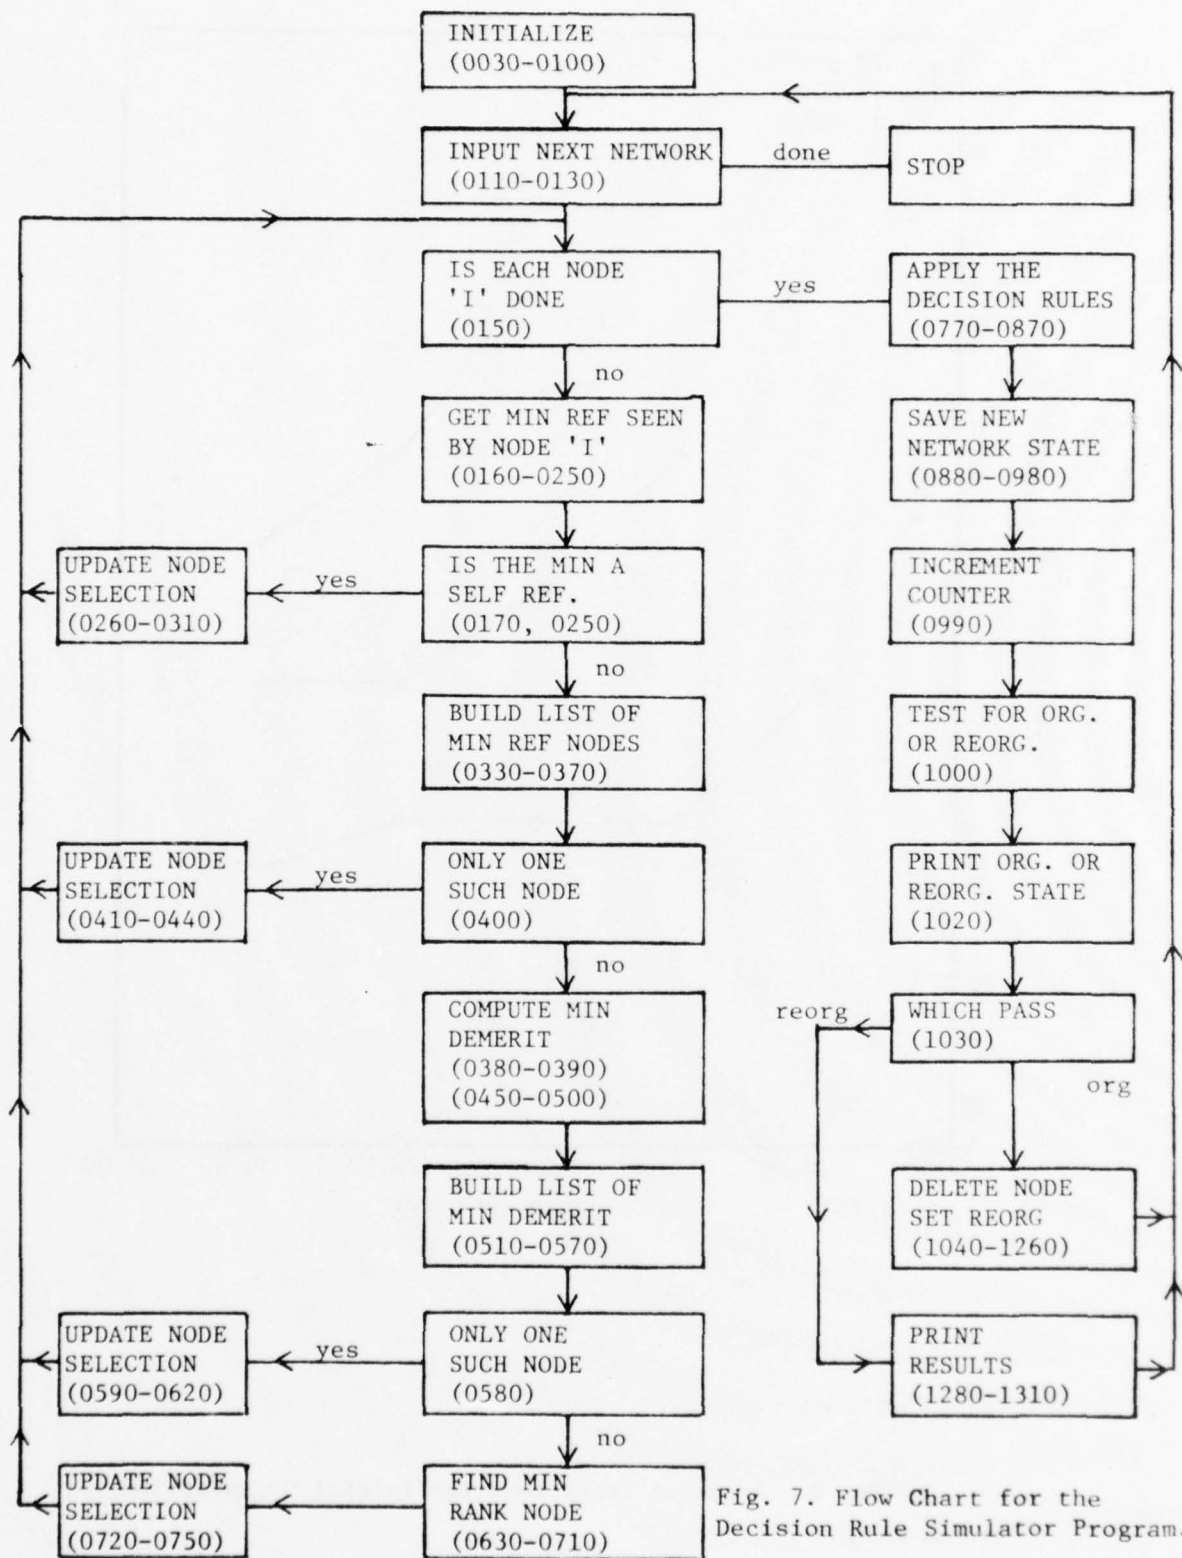 INITIALIZE
(0030-0100)
INPUT NEXT NETWORK
(0110-0130)
done
STOP
IS EACH NODE
'I' DONE
(0150)
yes
APPLY THE
DECISION RULES
(0770-0870)
no
GET MIN REF SEEN
BY NODE 'I'
(0160-0250)
SAVE NEW
NETWORK STATE
(0880-0980)
UPDATE NODE
SELECTION
(0260-0310)
yes
IS THE MIN A
SELF REF.
(0170, 0250)
INCREMENT
COUNTER
(0990)
no
BUILD LIST OF
MIN REF NODES
(0330-0370)
TEST FOR ORG.
OR REORG.
(1000)
UPDATE NODE
SELECTION
(0410-0440)
yes
ONLY ONE
SUCH NODE
(0400)
PRINT ORG. OR
REORG. STATE
(1020)
no
COMPUTE MIN
DEMERIT
(0380-0390)
(0450-0500)
reorg
WHICH PASS
(1030)
org
BUILD LIST OF
MIN DEMERIT
(0510-0570)
DELETE NODE
SET REORG
(1040-1260)
UPDATE NODE
SELECTION
(0590-0620)
yes
ONLY ONE
SUCH NODE
(0580)
PRINT
RESULTS
(1280-1310)
no
UPDATE NODE
SELECTION
(0720-0750)
FIND MIN
RANK NODE
(0630-0710)
Fig. 7. Flow Chart for the
Decision Rule Simulator Program.